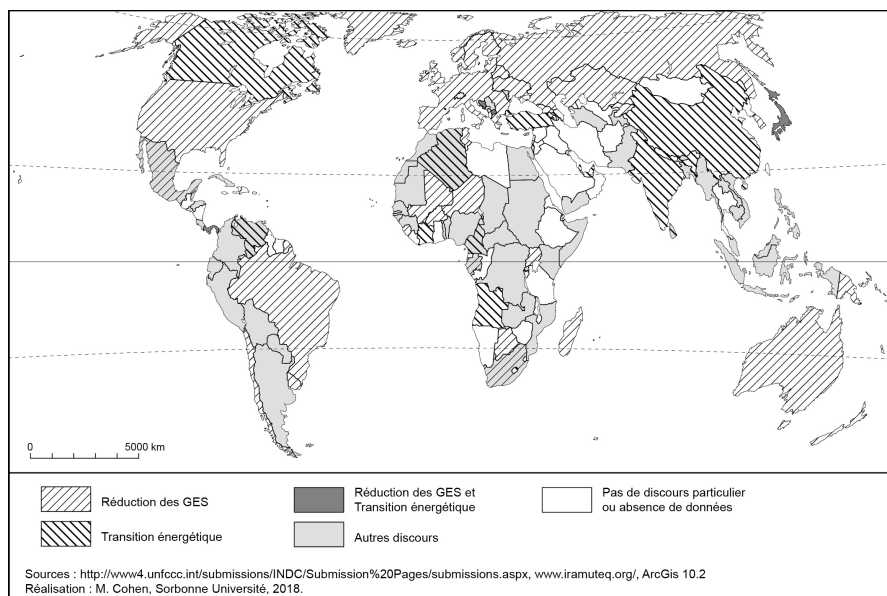 0 5000 km
Réduction des GES
Transition énergétique
Réduction des GES et
Transition énergétique
Autres discours
Pas de discours particulier
ou absence de données
Sources : http://www4.unfccc.int/submissions/INDC/Submission%20Pages/submissions.aspx, www.iramuteq.org/, ArcGis 10.2
Réalisation : M. Cohen, Sorbonne Université, 2018.